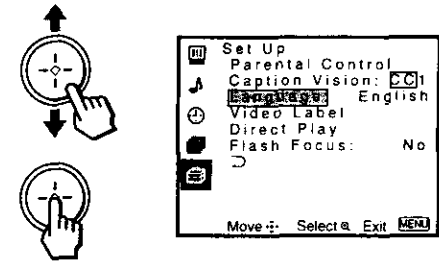 Set Up
Parental Control
Caption Vision: CC1
Language: English
Video Label
Direct Play
Flash Focus: No
Move Select Exit MENU